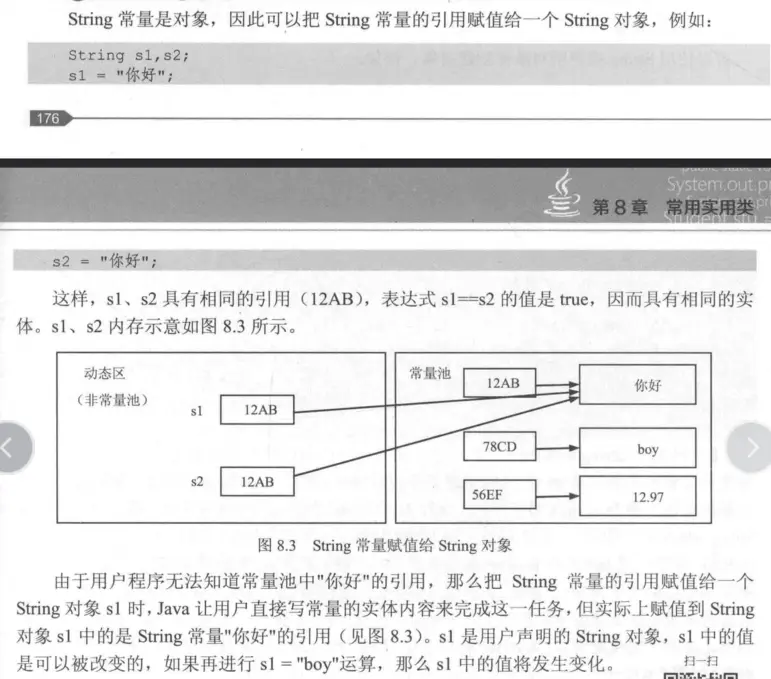 String 常量是对象，因此可以把 String 常量的引用赋值给一个 String 对象，例如：
String s1,s2;
s1 = "你好";
176
System.out.pr
第 8 章 常用实用类
s2 = "你好";
这样，s1、s2 具有相同的引用（12AB），表达式 s1==s2 的值是 true，因而具有相同的实
体。s1、s2 内存示意如图 8.3 所示。
动态区
（非常量池）
s1 12AB
s2 12AB
常量池
12AB 你好
78CD boy
56EF 12.97
图 8.3 String 常量赋值给 String 对象
由于用户程序无法知道常量池中"你好"的引用，那么把 String 常量的引用赋值给一个
String 对象 s1 时，Java 让用户直接写常量的实体内容来完成这一任务，但实际上赋值到 String
对象 s1 中的是 String 常量"你好"的引用（见图 8.3）。s1 是用户声明的 String 对象，s1 中的值
是可以被改变的，如果再进行 s1 = "boy"运算，那么 s1 中的值将发生变化。
扫一扫